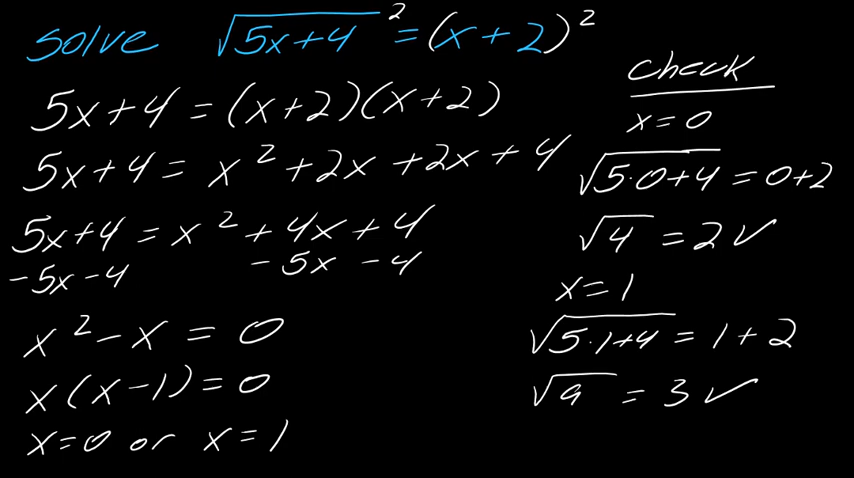 solve √(5x+4)² = (x+2)²
5x+4 = (x+2)(x+2)
5x+4 = x² + 2x + 2x + 4
5x+4 = x² + 4x + 4
-5x-4 -5x -4
x² - x = 0
x(x-1) = 0
x=0 or x=1
check
x=0
√(5·0+4) = 0+2
√4 = 2 ✓
x=1
√(5·1+4) = 1+2
√9 = 3 ✓